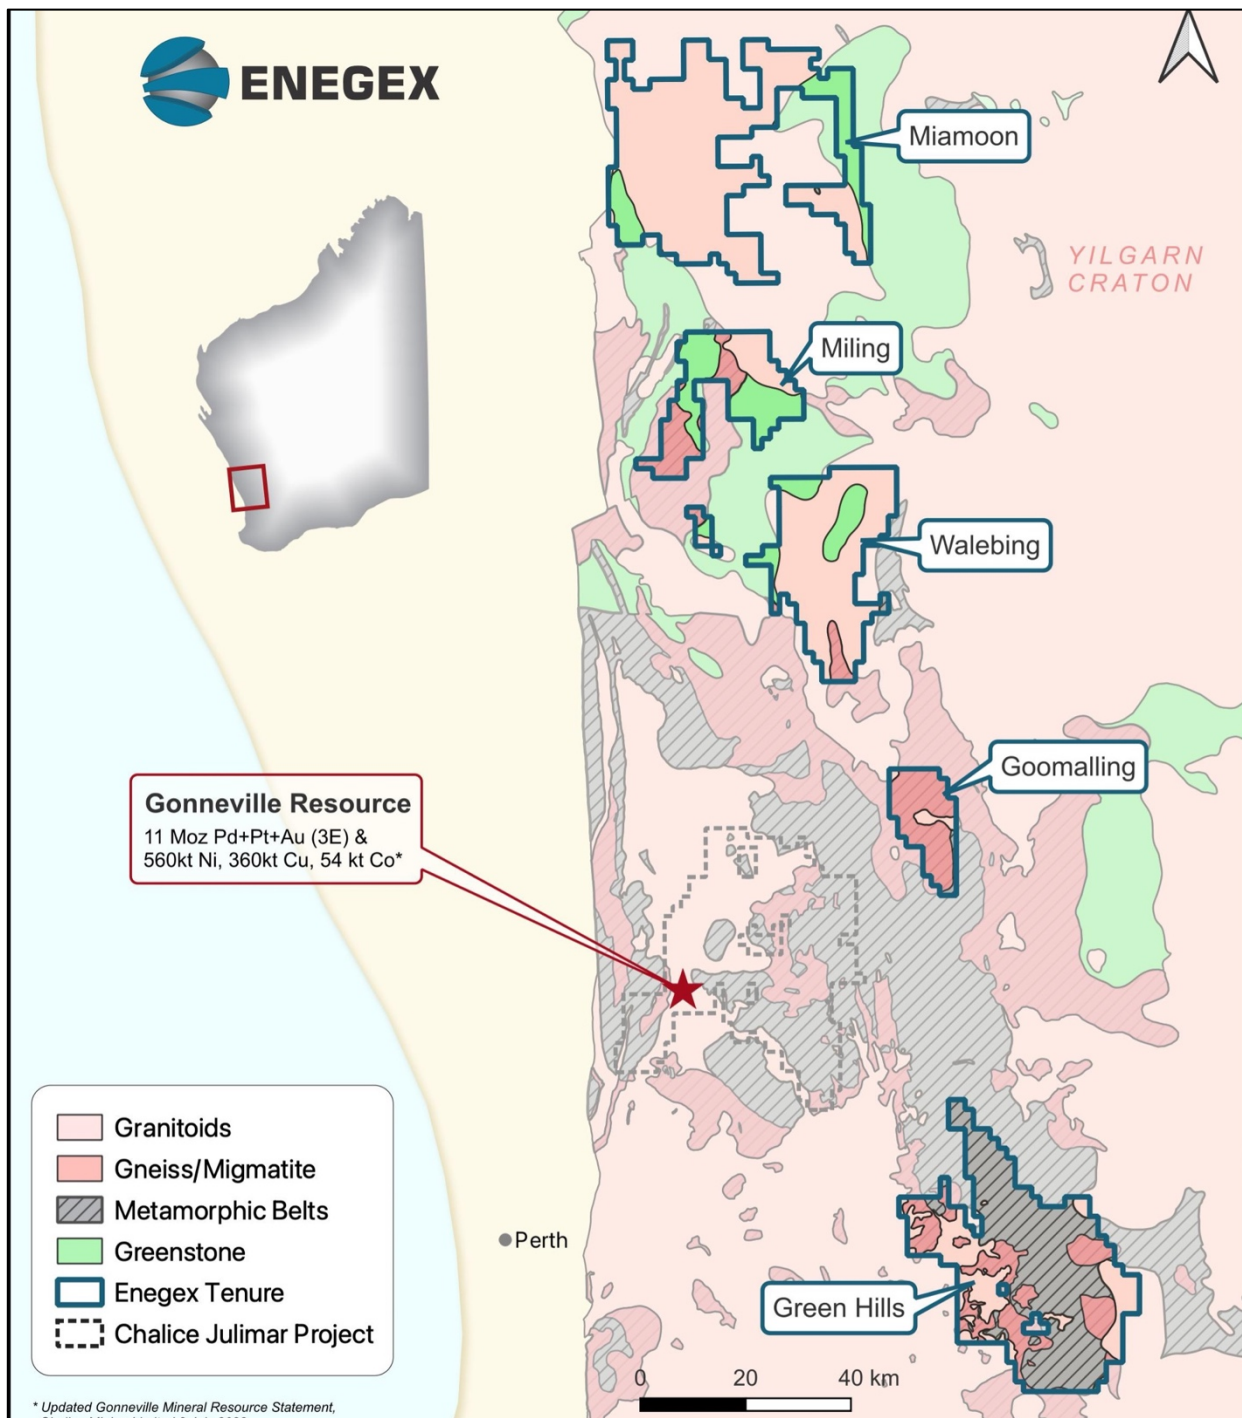 ENEGEX
Miamoon
YILGARN
CRATON
Miling
Walebing
Goomalling
Gonneville Resource
11 Moz Pd+Pt+Au (3E) &
560kt Ni, 360kt Cu, 54 kt Co*
Granitoids
Gneiss/Migmatite
Metamorphic Belts
Greenstone
Enegex Tenure
Chalice Julimar Project
Perth
Green Hills
0 20 40 km
* Updated Gonneville Mineral Resource Statement,